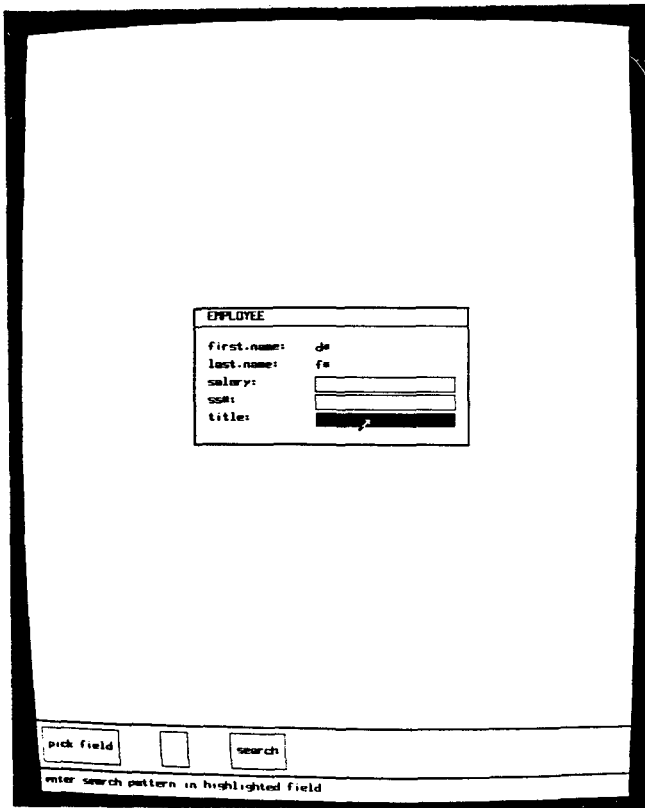 EMPLOYEE
first.name: d*
last.name: f*
salary:
ss#:
title:
pick field
search
enter search pattern in highlighted field